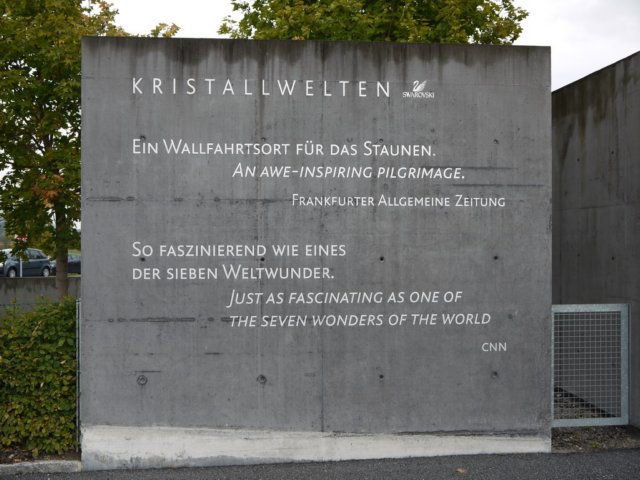 KRISTALLWELTEN SWAROVSKI
EIN WALLFAHRTSORT FÜR DAS STAUNEN.
AN AWE-INSPIRING PILGRIMAGE.
FRANKFURTER ALLGEMEINE ZEITUNG
SO FASZINIEREND WIE EINES
DER SIEBEN WELTWUNDER.
JUST AS FASCINATING AS ONE OF
THE SEVEN WONDERS OF THE WORLD
CNN